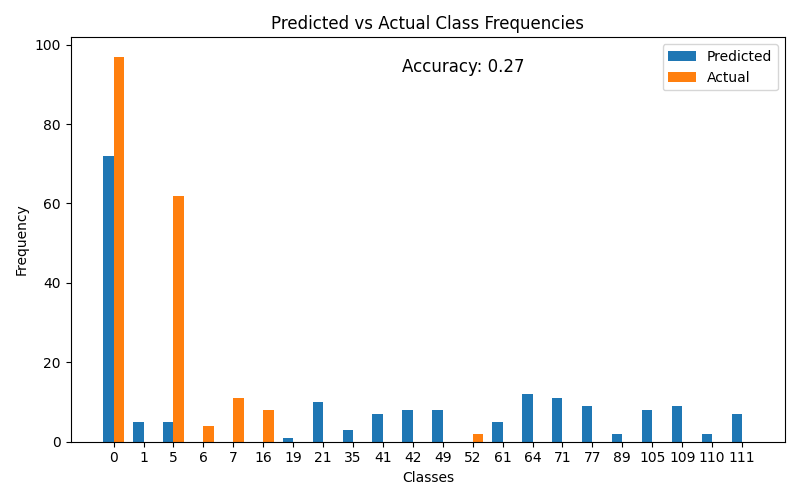 Predicted vs Actual Class Frequencies
Accuracy: 0.27
Predicted
Actual
Frequency
100
80
60
40
20
0
0 1 5 6 7 16 19 21 35 41 42 49 52 61 64 71 77 89 105 109 110 111
Classes